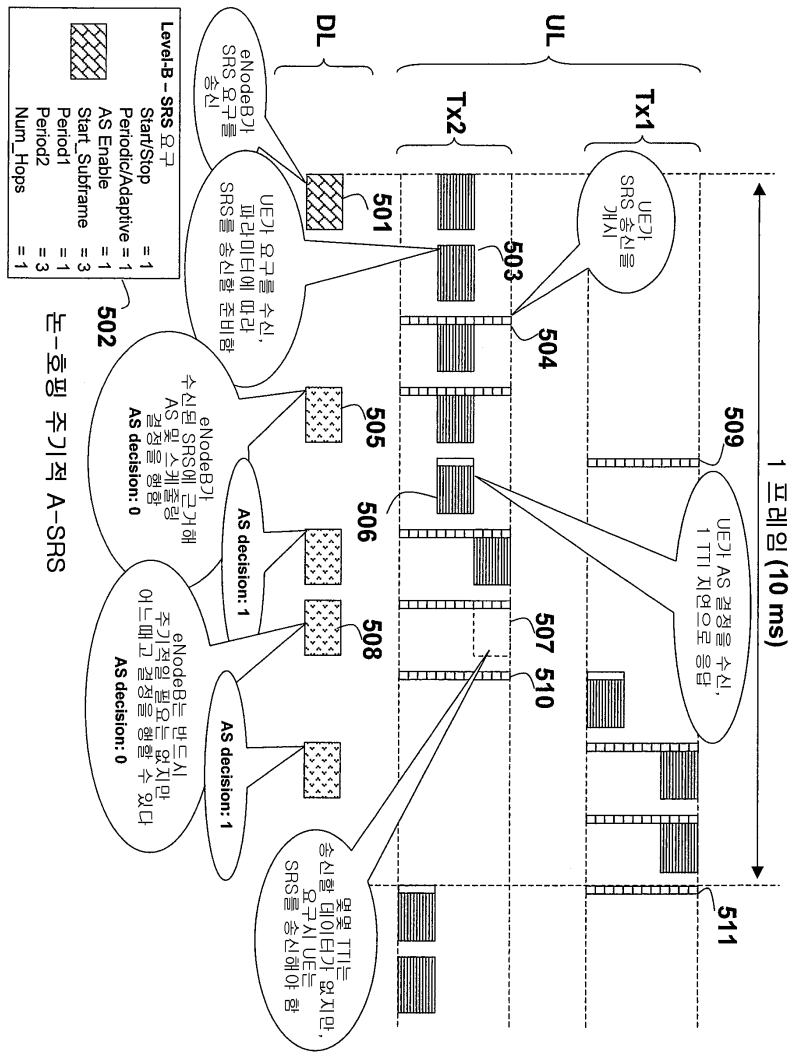 1 프레임 (10 ms)
509
511
UE가 AS 결정을 수신,
1 TTI 지연으로 응답
UE가
SRS 송신을
개시
UL
Tx1
Tx2
504
507
510
503
506
DL
501
505
508
몇몇 TTI는
송신할 데이터가 없지만,
요구시 UE는
SRS를 송신해야 함
eNodeB가
SRS 요구를
송신
UE가 요구를 수신,
파라미터에 따라
SRS를 송신할 준비함
AS decision: 1
AS decision: 1
eNodeB가
수신된 SRS에 근거해
AS 및 스케줄링
결정을 행함
AS decision: 0
eNodeB는 반드시
주기적일 필요는 없지만
어느때고 결정을 행할 수 있다
AS decision: 0
Level-B – SRS 요구
Start/Stop = 1
Periodic/Adaptive = 1
AS Enable = 1
Start_Subframe = 3
Period1 = 1
Period2 = 3
Num_Hops = 1
502
논-호핑 주기적 A-SRS